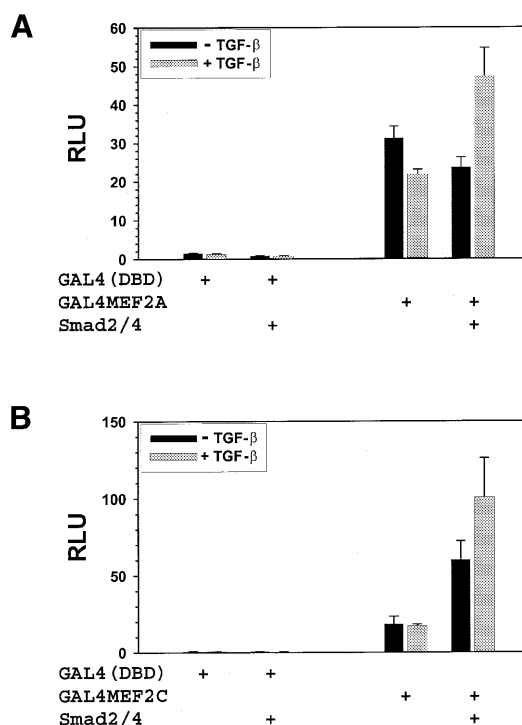 A
60
50
40
30
20
10
0
RLU
- TGF-β
+ TGF-β
GAL4(DBD) + +
GAL4MEF2A + +
Smad2/4 + +
B
150
100
50
0
RLU
- TGF-β
+ TGF-β
GAL4(DBD) + +
GAL4MEF2C + +
Smad2/4 + +